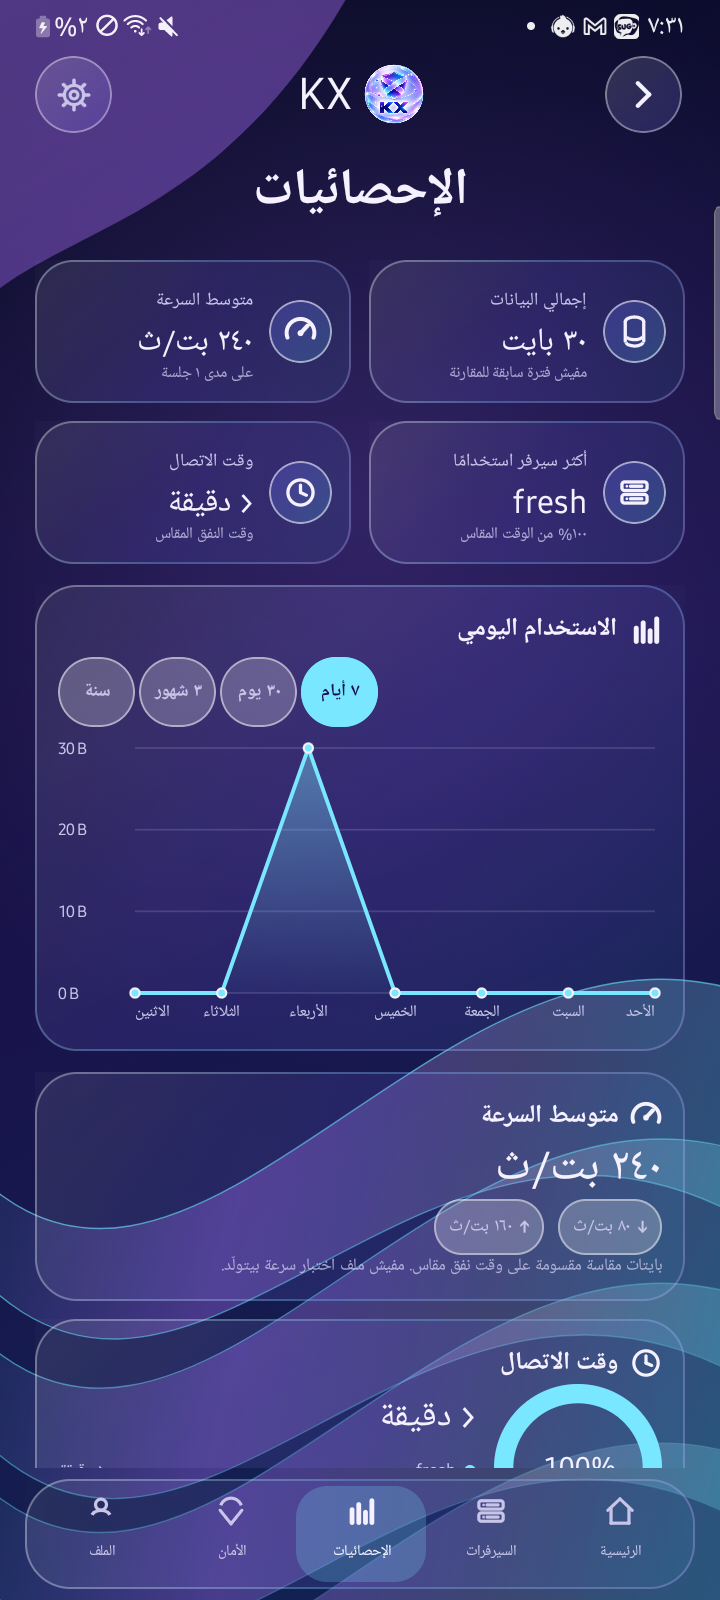 ٧:٣١
%٢
KX
KX
الإحصائيات
إجمالي البيانات
٣٠ بايت
مفيش فترة سابقة للمقارنة
متوسط السرعة
٢٤٠ بت/ث
على مدى ١ جلسة
أكثر سيرفر استخدامًا
fresh
١٠٠% من الوقت المقاس
وقت الاتصال
< دقيقة
وقت النفق المقاس
الاستخدام اليومي
٧ أيام
٣٠ يوم
٣ شهور
سنة
30 B
20 B
10 B
0 B
الاثنين
الثلاثاء
الأربعاء
الخميس
الجمعة
السبت
الأحد
متوسط السرعة
٢٤٠ بت/ث
↓ ٨٠ بت/ث
↑ ١٦٠ بت/ث
بايتات مقاسة مقسومة على وقت نفق مقاس. مفيش ملف اختبار سرعة بيتولّد.
وقت الاتصال
< دقيقة
100%
fresh
الرئيسية
السيرفرات
الإحصائيات
الأمان
الملف